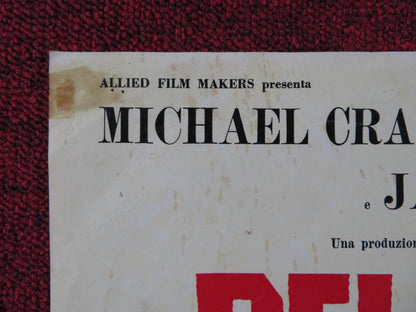 ALLIED FILM MAKERS presenta
MICHAEL CRA
e JA
Una produzion